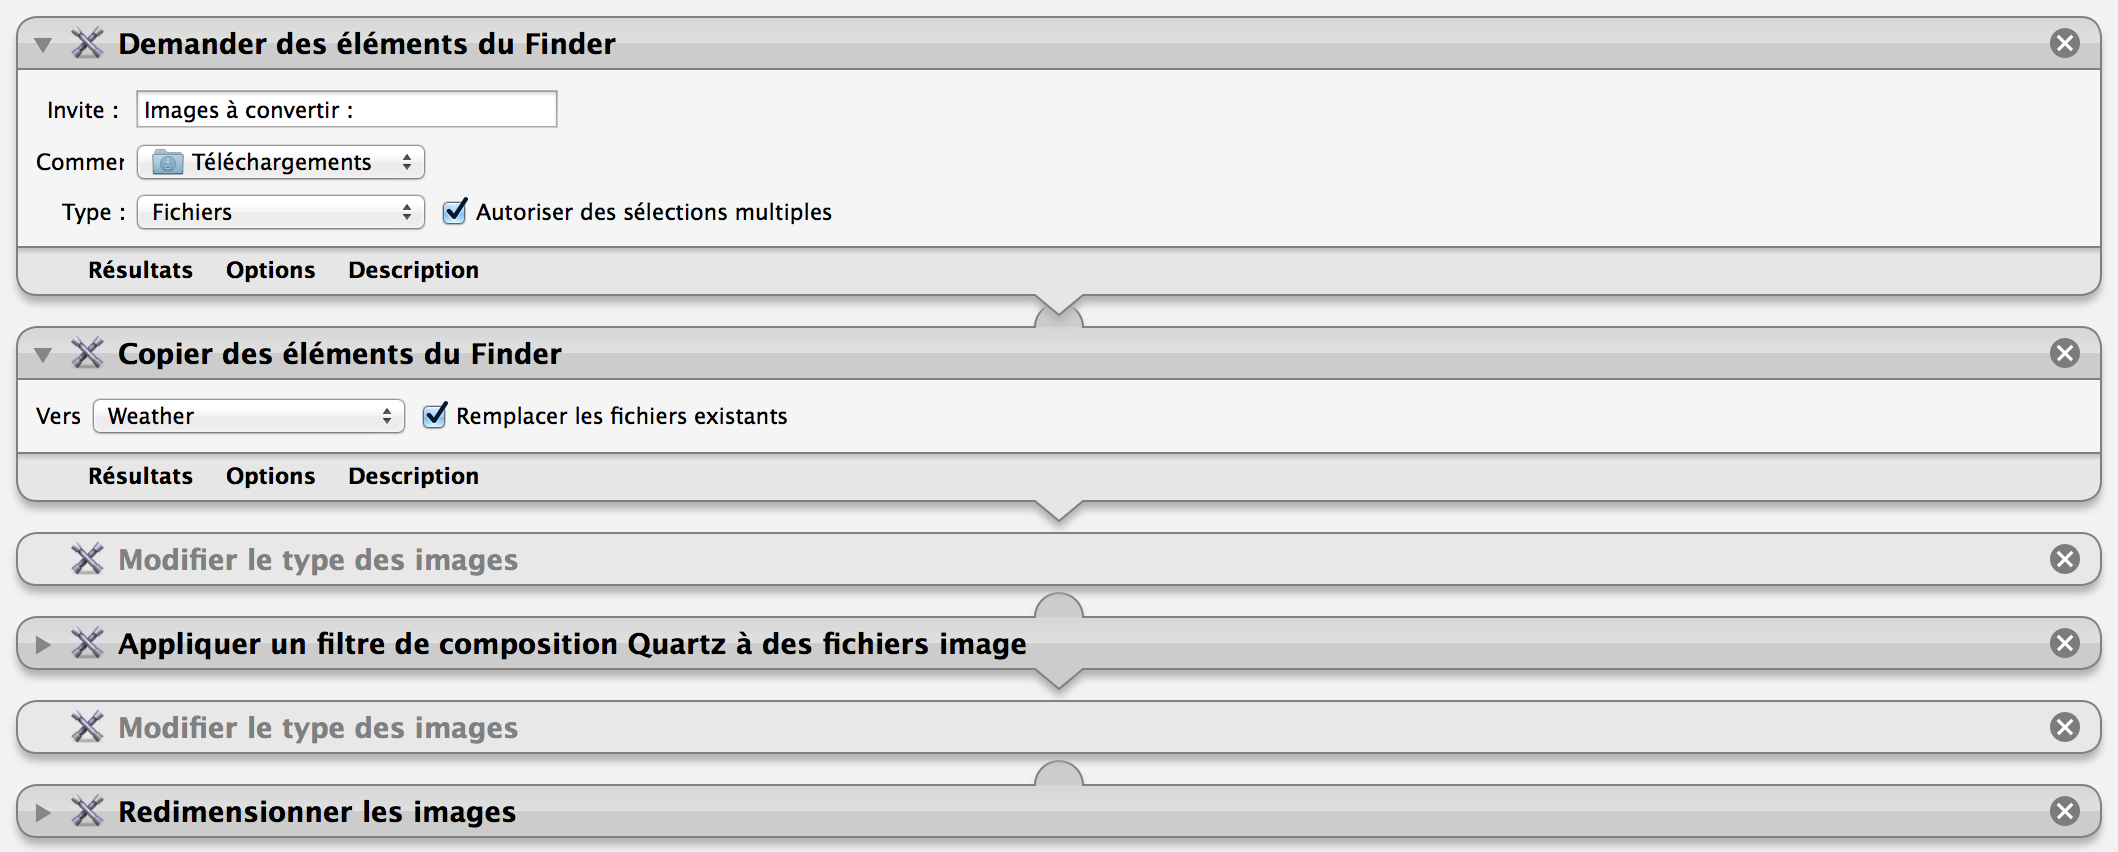 Demander des éléments du Finder
Invite : Images à convertir :
Commer Téléchargements
Type : Fichiers Autoriser des sélections multiples
Résultats Options Description
Copier des éléments du Finder
Vers Weather Remplacer les fichiers existants
Résultats Options Description
Modifier le type des images
Appliquer un filtre de composition Quartz à des fichiers image
Modifier le type des images
Redimensionner les images